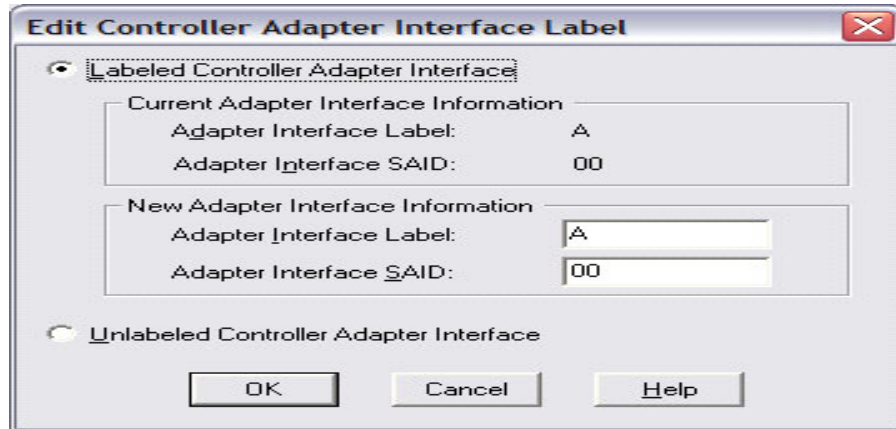 Edit Controller Adapter Interface Label
Labeled Controller Adapter Interface
Current Adapter Interface Information
Adapter Interface Label: A
Adapter Interface SAID: 00
New Adapter Interface Information
Adapter Interface Label: A
Adapter Interface SAID: 00
Unlabeled Controller Adapter Interface
OK Cancel Help